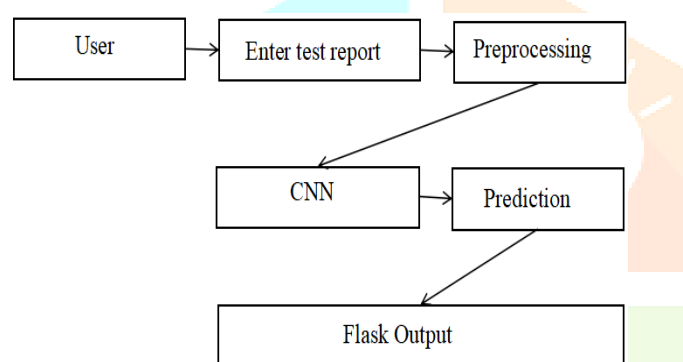 User
Enter test report
Preprocessing
CNN
Prediction
Flask Output